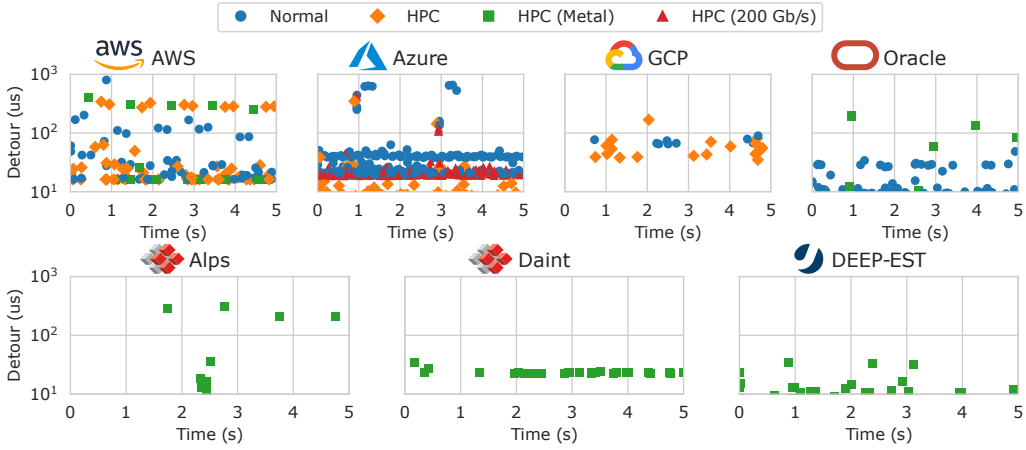 Normal HPC HPC (Metal) HPC (200 Gb/s)
aws AWS Azure GCP Oracle
Detour (us)
10³
10²
10¹
0 1 2 3 4 5 0 1 2 3 4 5 0 1 2 3 4 5 0 1 2 3 4 5
Time (s) Time (s) Time (s) Time (s)
Alps Daint DEEP-EST
Detour (us)
10³
10²
10¹
0 1 2 3 4 5 0 1 2 3 4 5 0 1 2 3 4 5
Time (s) Time (s) Time (s)